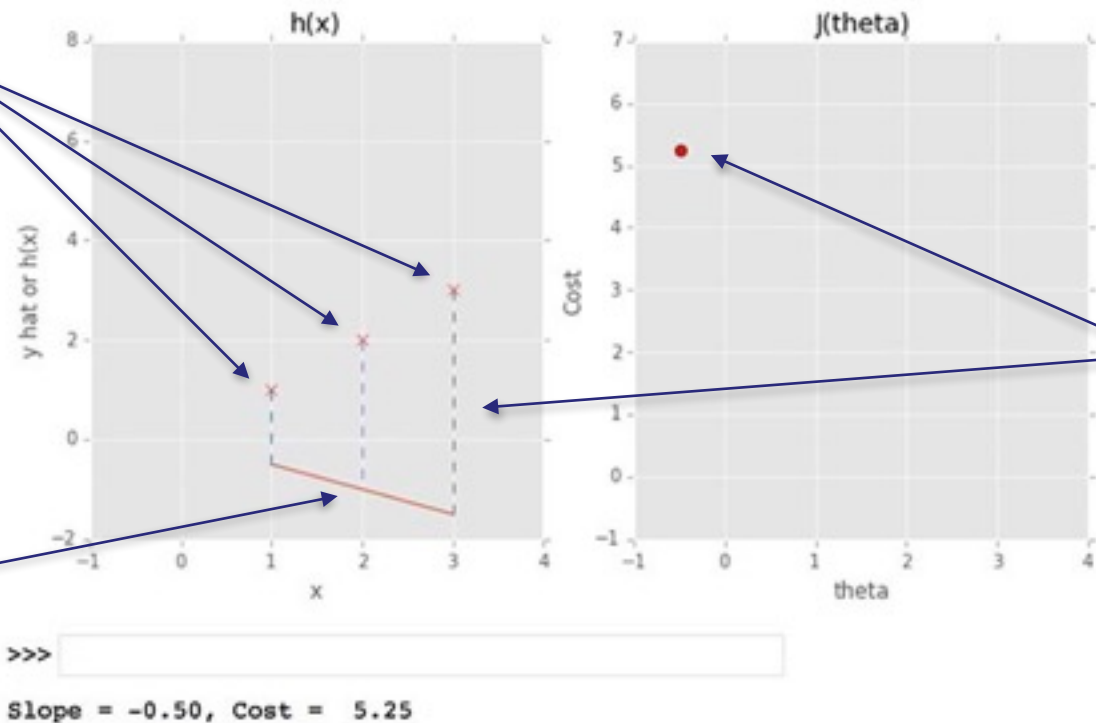 h(x)
8
6
4
2
0
−2
−1 0 1 2 3 4
x
y hat or h(x)
J(theta)
7
6
5
4
3
2
1
0
−1
−1 0 1 2 3 4
theta
Cost
>>>
Slope = -0.50, Cost =  5.25